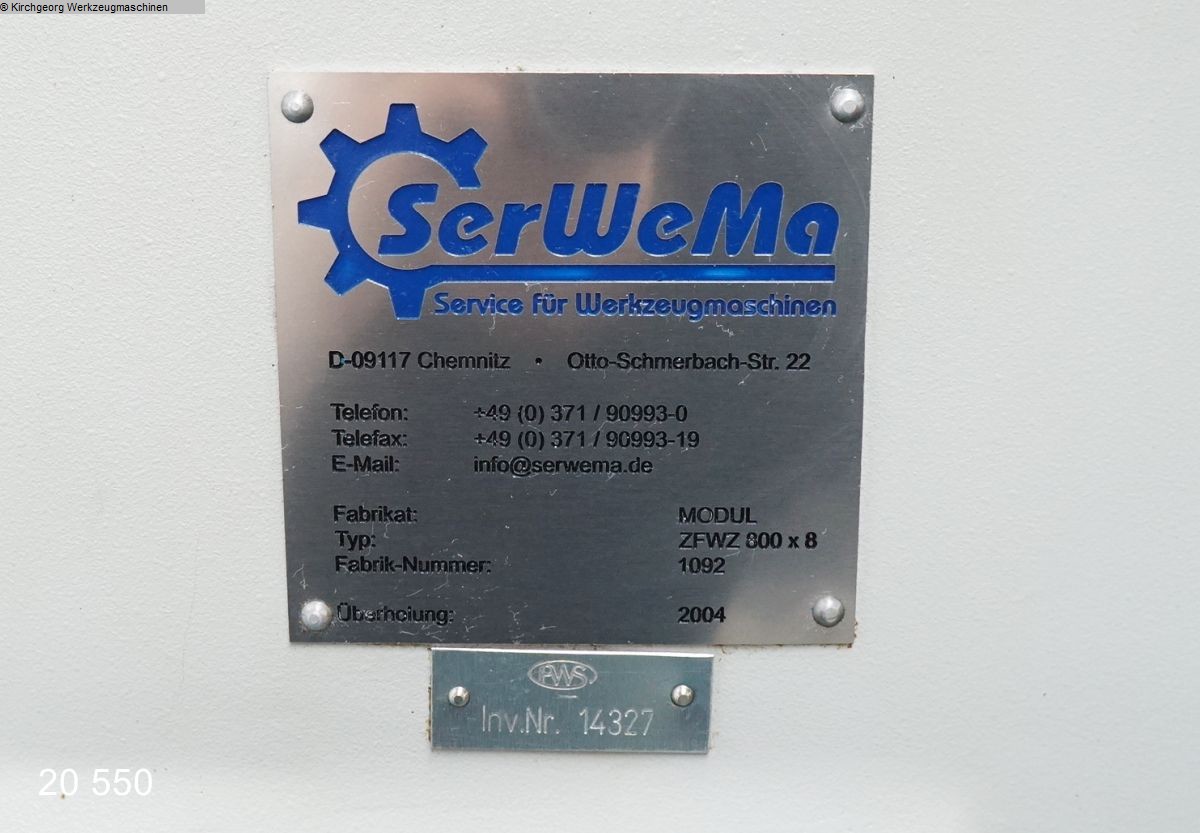 © Kirchgeorg Werkzeugmaschinen
SerWeMa
Service für Werkzeugmaschinen
D-09117 Chemnitz • Otto-Schmerbach-Str. 22
Telefon: +49 (0) 371 / 90993-0
Telefax: +49 (0) 371 / 90993-19
E-Mail: info@serwema.de
Fabrikat: MODUL
Typ: ZFWZ 800 x 8
Fabrik-Nummer: 1092
Überholung: 2004
PWS
Inv.Nr. 14327
20 550